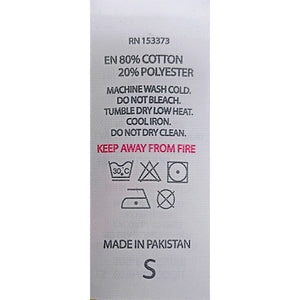 RN 153373
EN 80% COTTON
20% POLYESTER
MACHINE WASH COLD.
DO NOT BLEACH.
TUMBLE DRY LOW HEAT.
COOL IRON.
DO NOT DRY CLEAN.
KEEP AWAY FROM FIRE
30°C
MADE IN PAKISTAN
S